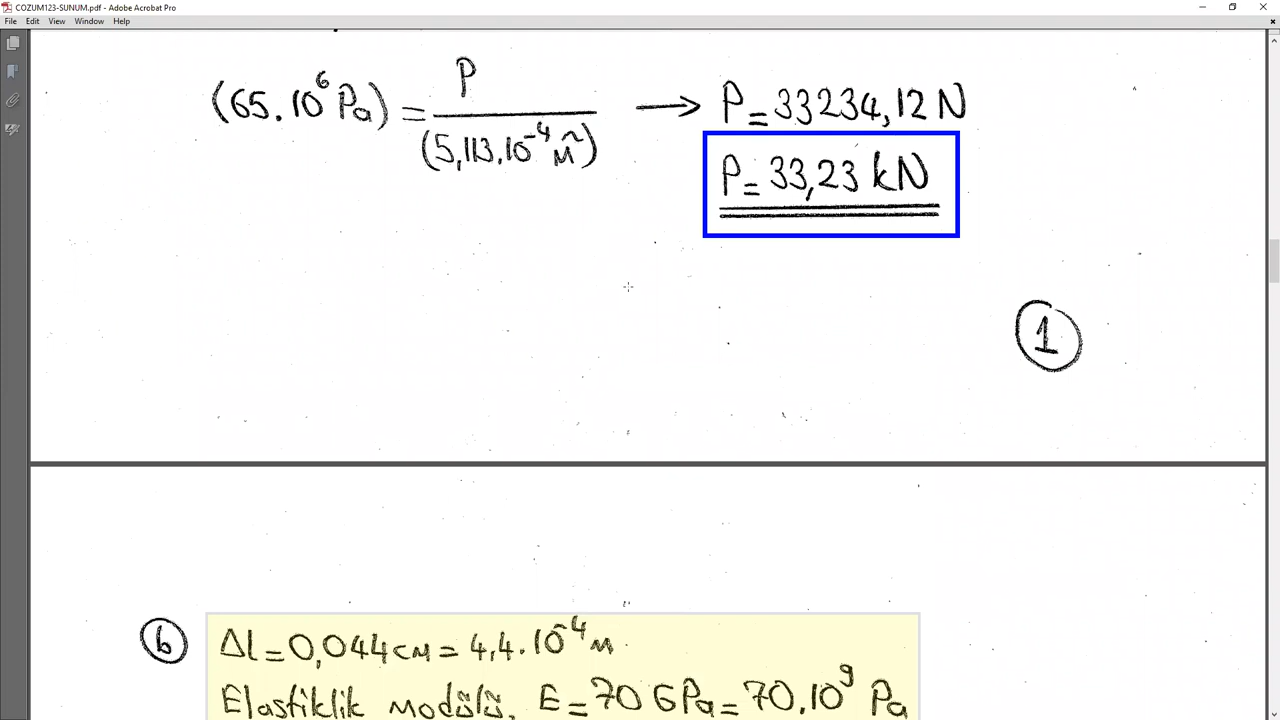 COZUM123-SUNUM.pdf - Adobe Acrobat Pro
File Edit View Window Help
(65.10⁶ Pa) = P / (5,113.10⁻⁴ m²) → P = 33234,12 N
P = 33,23 kN
1
6
Δl = 0,044 cm = 4,4.10⁻⁴ m
Elastiklik modülü, E = 70 GPa = 70.10⁹ Pa